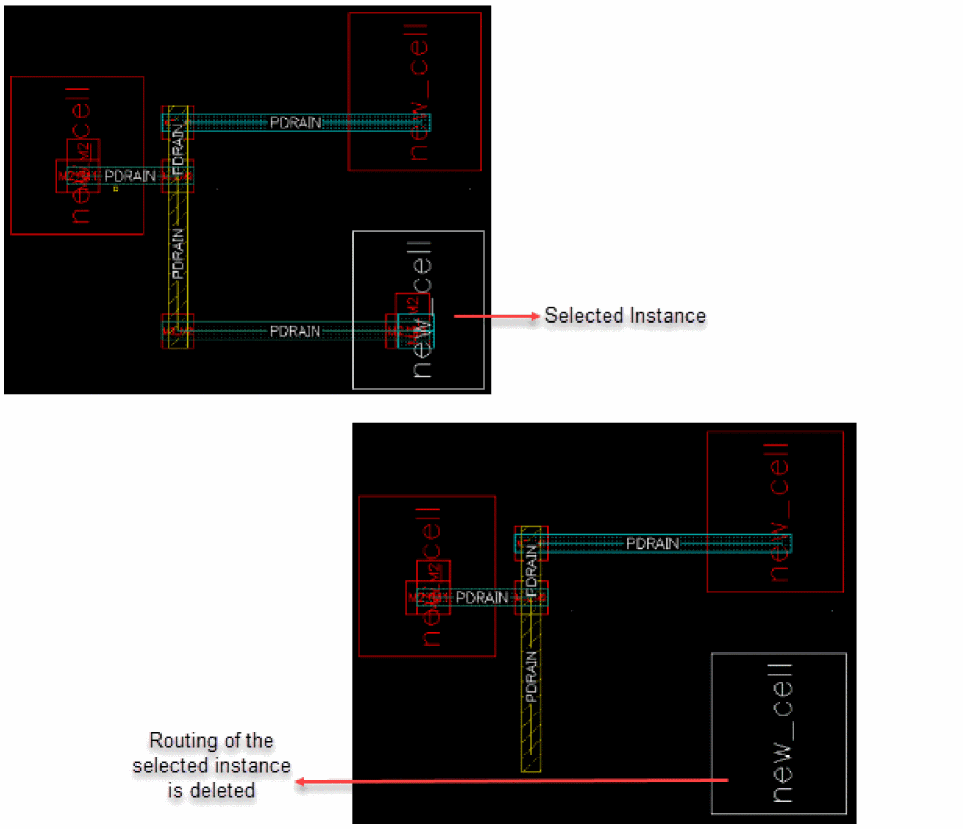 new_cell
PDRAIN
PDRAIN
new_cell
M2
PDRAIN
PDRAIN
new_cell
M2
PDRAIN
Selected Instance
new_cell
PDRAIN
PDRAIN
new_cell
M2
PDRAIN
PDRAIN
new_cell
Routing of the
selected instance
is deleted